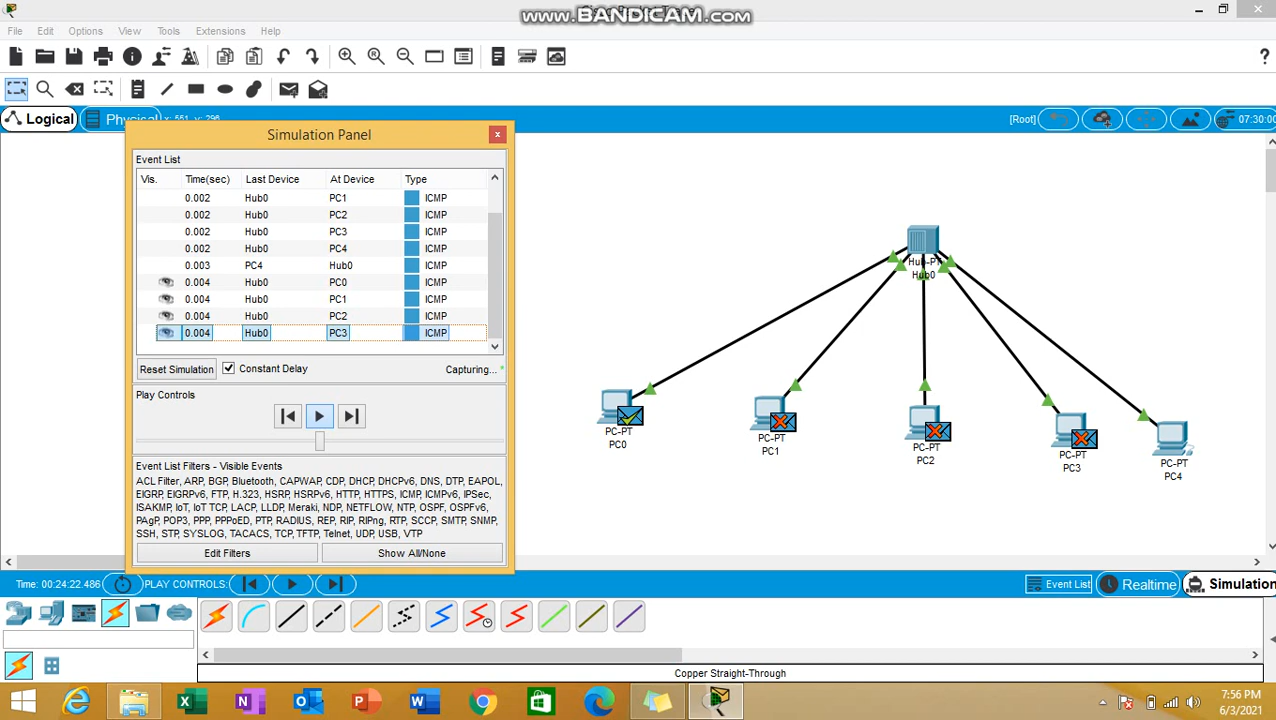 www.BANDICAM.com
File Edit Options View Tools Extensions Help
?
Logical Physical x: 551, y: 296 [Root] 07:30:00
Simulation Panel x
Event List
Vis. Time(sec) Last Device At Device Type
0.002 Hub0 PC1 ICMP
0.002 Hub0 PC2 ICMP
0.002 Hub0 PC3 ICMP
0.002 Hub0 PC4 ICMP
0.003 PC4 Hub0 ICMP
0.004 Hub0 PC0 ICMP
0.004 Hub0 PC1 ICMP
0.004 Hub0 PC2 ICMP
0.004 Hub0 PC3 ICMP
Reset Simulation Constant Delay Capturing...
Play Controls
Event List Filters - Visible Events
ACL Filter, ARP, BGP, Bluetooth, CAPWAP, CDP, DHCP, DHCPv6, DNS, DTP, EAPOL,
EIGRP, EIGRPv6, FTP, H.323, HSRP, HSRPv6, HTTP, HTTPS, ICMP, ICMPv6, IPSec,
ISAKMP, IoT, IoT TCP, LACP, LLDP, Meraki, NDP, NETFLOW, NTP, OSPF, OSPFv6,
PAgP, POP3, PPP, PPPoED, PTP, RADIUS, REP, RIP, RIPng, RTP, SCCP, SMTP, SNMP,
SSH, STP, SYSLOG, TACACS, TCP, TFTP, Telnet, UDP, USB, VTP
Edit Filters Show All/None
Hub-PT
Hub0
PC-PT
PC0
PC-PT
PC1
PC-PT
PC2
PC-PT
PC3
PC-PT
PC4
Time: 00:24:22.486 PLAY CONTROLS: Event List Realtime Simulation
Copper Straight-Through
7:56 PM
6/3/2021